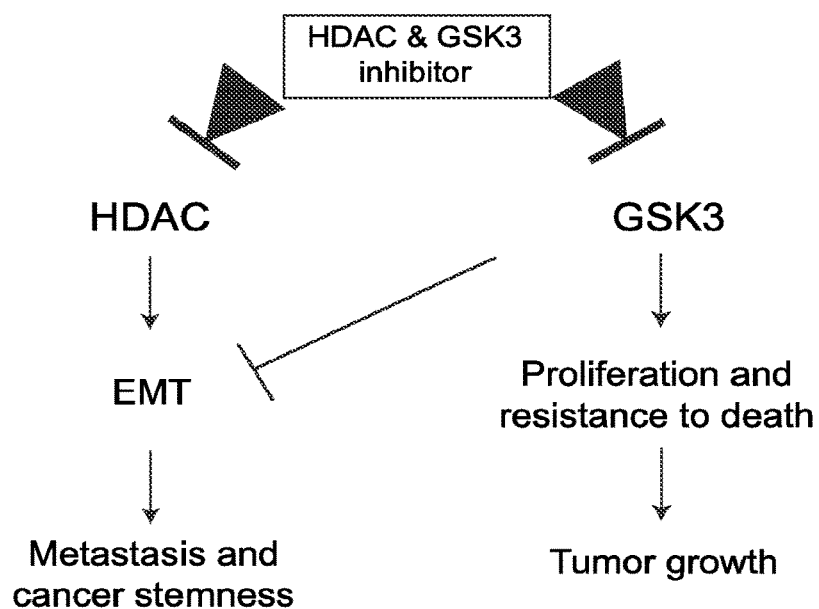 HDAC & GSK3
inhibitor
HDAC
GSK3
EMT
Proliferation and
resistance to death
Metastasis and
cancer stemness
Tumor growth